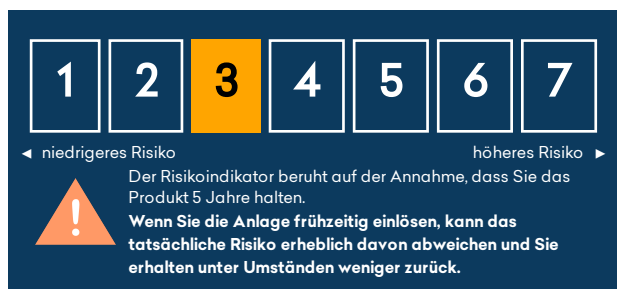 1 2 3 4 5 6 7
◄ niedrigeres Risiko höheres Risiko ►
Der Risikoindikator beruht auf der Annahme, dass Sie das
Produkt 5 Jahre halten.
Wenn Sie die Anlage frühzeitig einlösen, kann das
tatsächliche Risiko erheblich davon abweichen und Sie
erhalten unter Umständen weniger zurück.
!